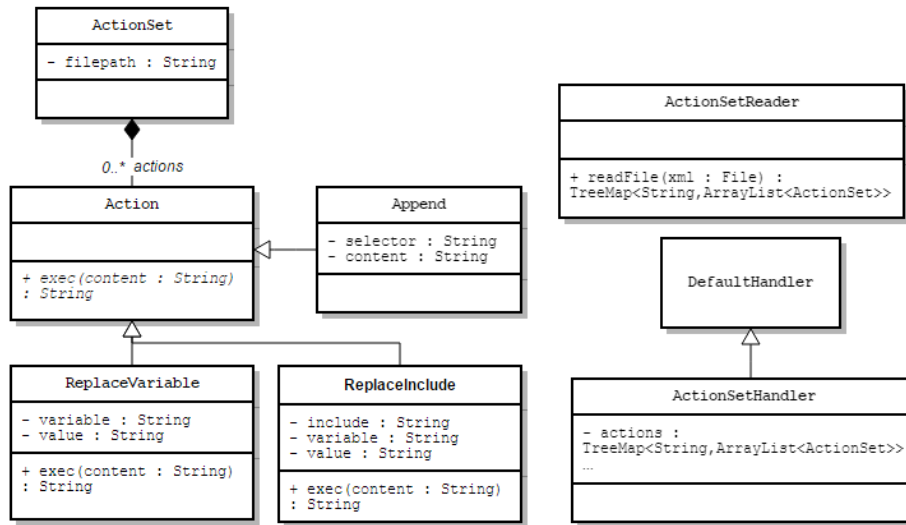 ActionSet
- filepath : String
0..* actions
Action
+ exec(content : String)
: String
Append
- selector : String
- content : String
ReplaceVariable
- variable : String
- value : String
+ exec(content : String)
: String
ReplaceInclude
- include : String
- variable : String
- value : String
+ exec(content : String)
: String
ActionSetReader
+ readFile(xml : File) :
TreeMap<String,ArrayList<ActionSet>>
DefaultHandler
ActionSetHandler
- actions :
TreeMap<String,ArrayList<ActionSet>>
…